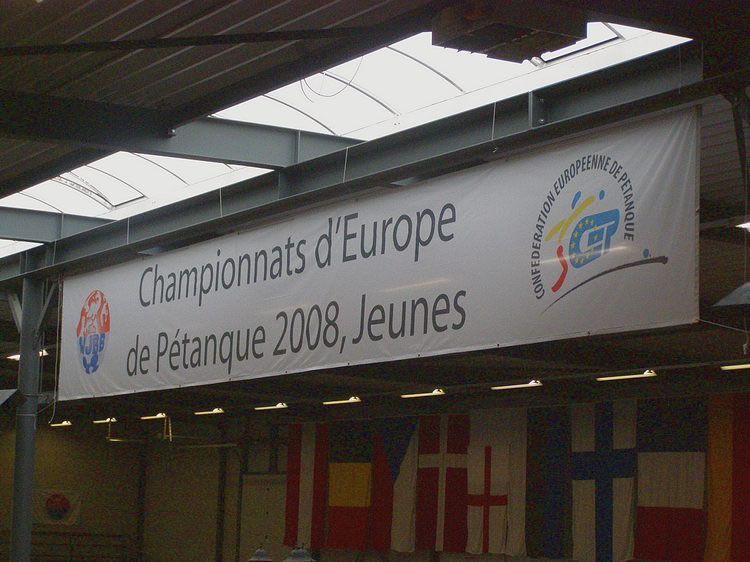 Championnats d'Europe
de Pétanque 2008, Jeunes
CONFEDERATION EUROPEENNE DE PETANQUE
CEP